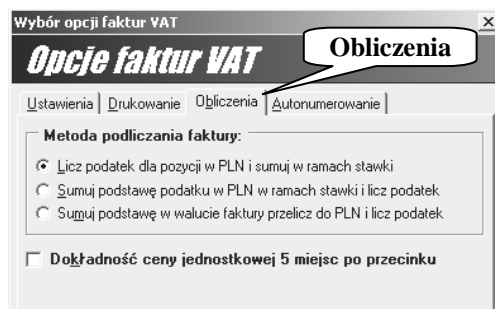 Wybór opcji faktur VAT
Opcje faktur VAT
Obliczenia
Ustawienia Drukowanie Obliczenia Autonumerowanie
Metoda podliczania faktury:
Licz podatek dla pozycji w PLN i sumuj w ramach stawki
Sumuj podstawę podatku w PLN w ramach stawki i licz podatek
Sumuj podstawę w walucie faktury przelicz do PLN i licz podatek
Dokładność ceny jednostkowej 5 miejsc po przecinku